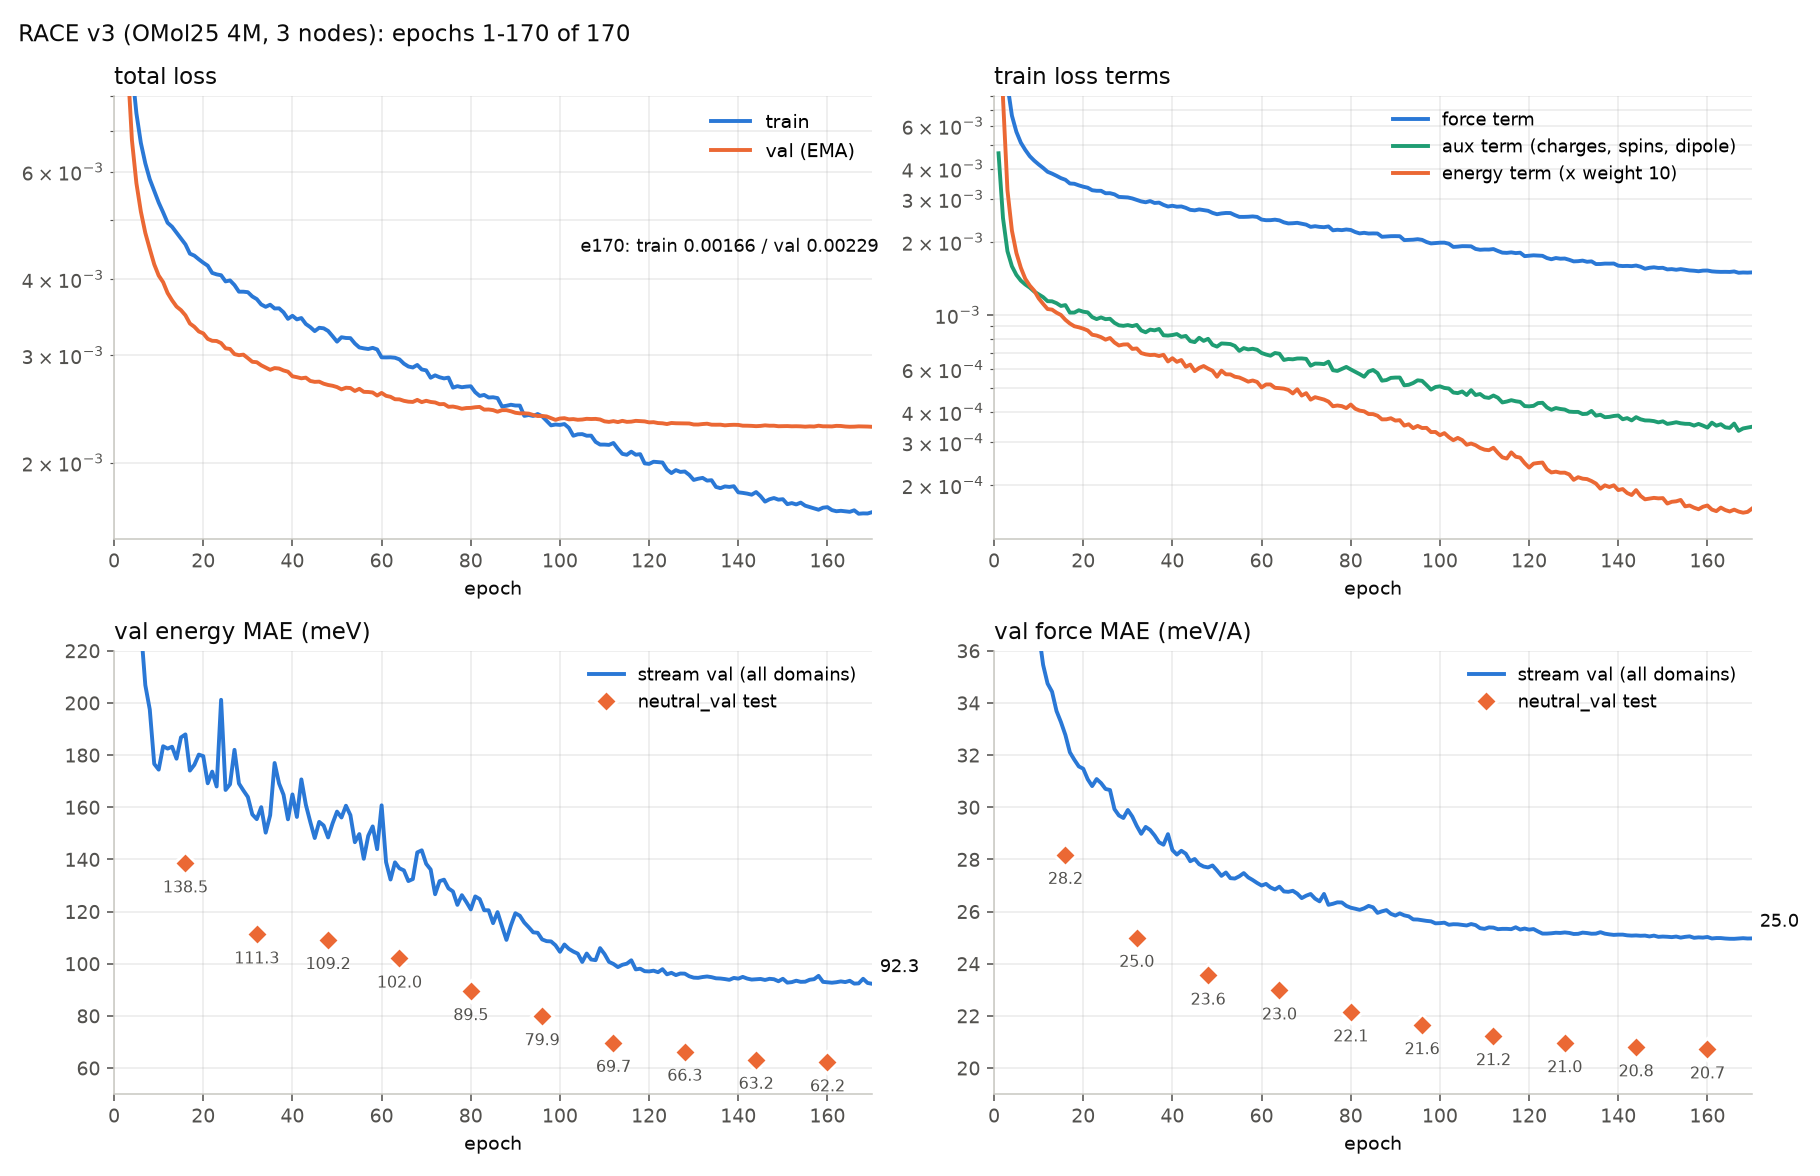 RACE v3 (OMol25 4M, 3 nodes): epochs 1-170 of 170
total loss
train
val (EMA)
e170: train 0.00166 / val 0.00229
6 × 10⁻³
4 × 10⁻³
3 × 10⁻³
2 × 10⁻³
0 20 40 60 80 100 120 140 160
epoch
train loss terms
force term
aux term (charges, spins, dipole)
energy term (x weight 10)
6 × 10⁻³
4 × 10⁻³
3 × 10⁻³
2 × 10⁻³
10⁻³
6 × 10⁻⁴
4 × 10⁻⁴
3 × 10⁻⁴
2 × 10⁻⁴
0 20 40 60 80 100 120 140 160
epoch
val energy MAE (meV)
stream val (all domains)
neutral_val test
220
200
180
160
140
120
100
80
60
138.5
111.3
109.2
102.0
89.5
79.9
69.7
66.3
63.2
62.2
92.3
0 20 40 60 80 100 120 140 160
epoch
val force MAE (meV/A)
stream val (all domains)
neutral_val test
36
34
32
30
28
26
24
22
20
28.2
25.0
23.6
23.0
22.1
21.6
21.2
21.0
20.8
20.7
25.0
0 20 40 60 80 100 120 140 160
epoch